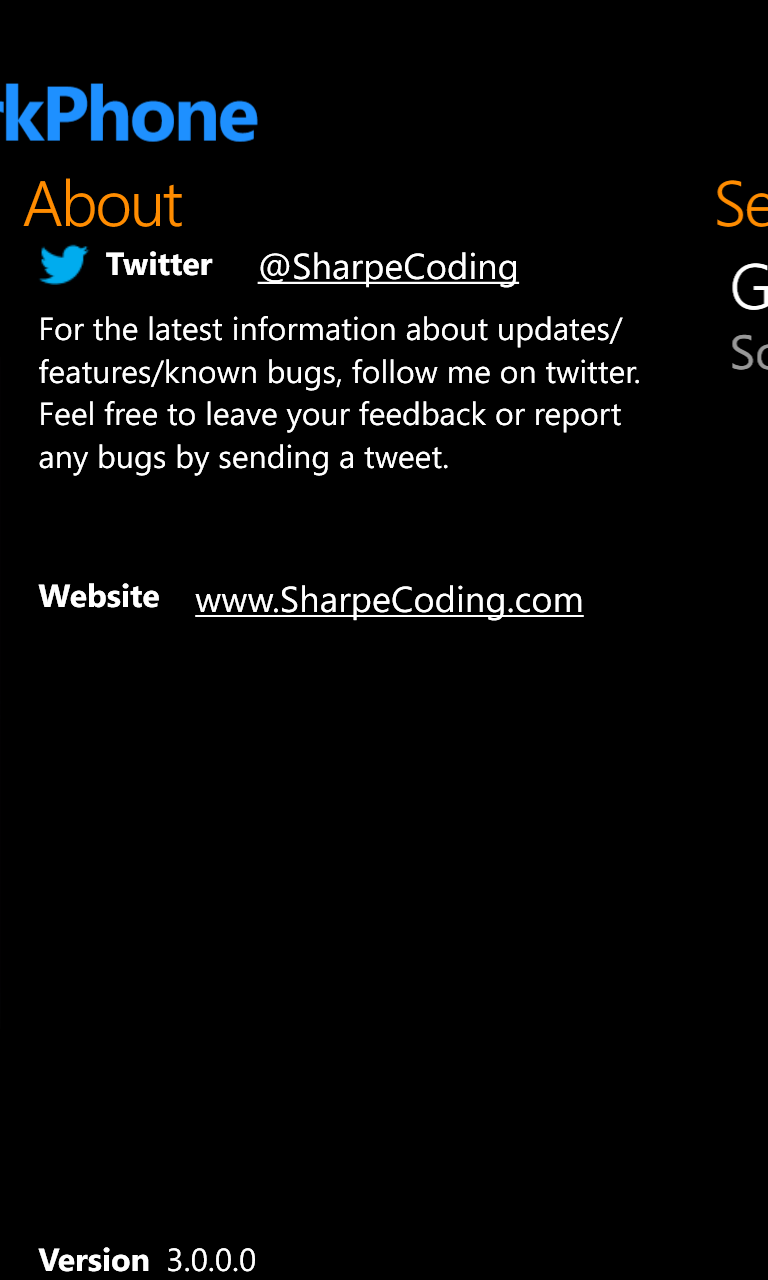 rkPhone
About
Se
Twitter @SharpeCoding
G
For the latest information about updates/
So
features/known bugs, follow me on twitter.
Feel free to leave your feedback or report
any bugs by sending a tweet.
Website www.SharpeCoding.com
Version 3.0.0.0